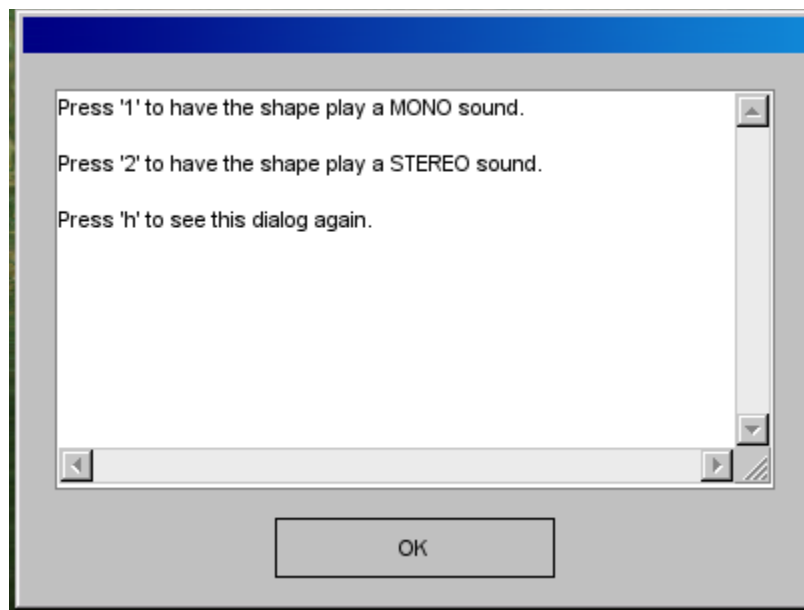 Press '1' to have the shape play a MONO sound.
Press '2' to have the shape play a STEREO sound.
Press 'h' to see this dialog again.
OK